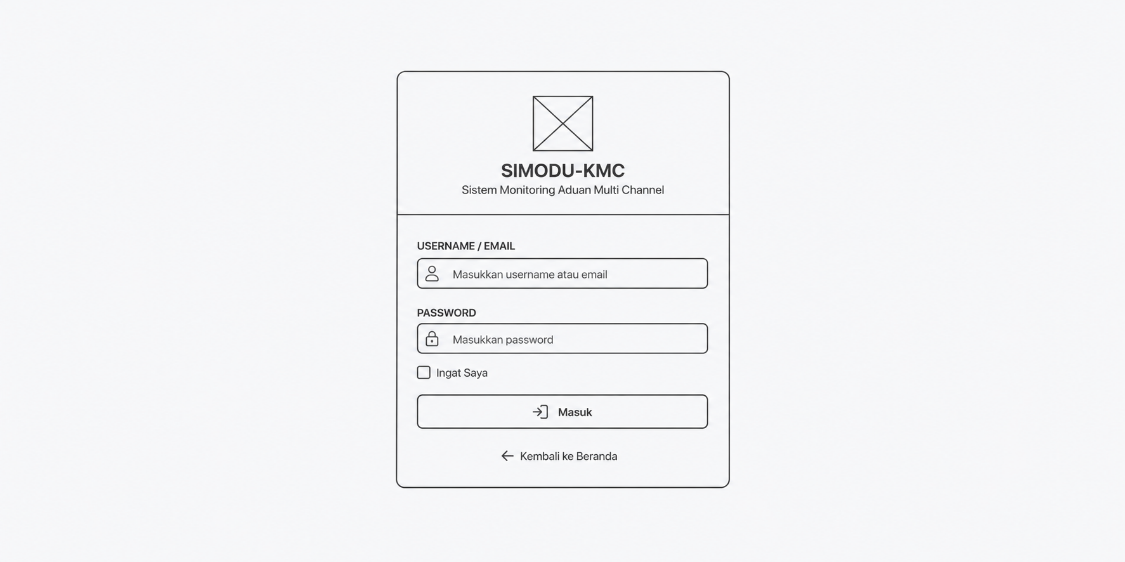 SIMODU-KMC
Sistem Monitoring Aduan Multi Channel
USERNAME / EMAIL
Masukkan username atau email
PASSWORD
Masukkan password
Ingat Saya
Masuk
Kembali ke Beranda